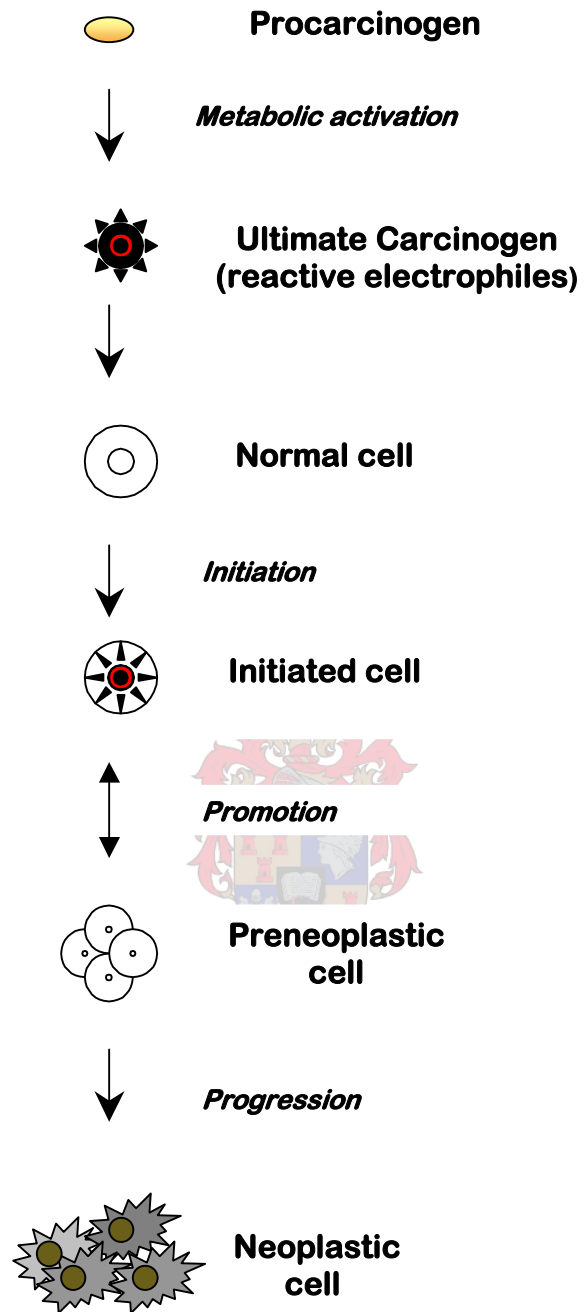 Procarcinogen
Metabolic activation
Ultimate Carcinogen
(reactive electrophiles)
Normal cell
Initiation
Initiated cell
Promotion
Preneoplastic
cell
Progression
Neoplastic
cell